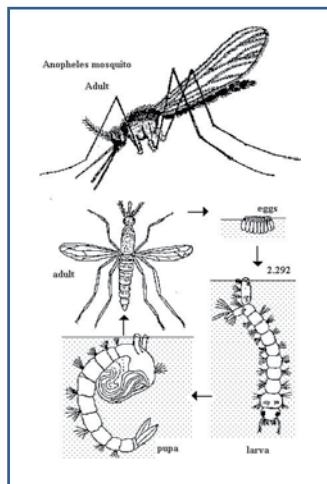 Anopheles mosquito
Adult
eggs
adult
2.292
pupa
larva